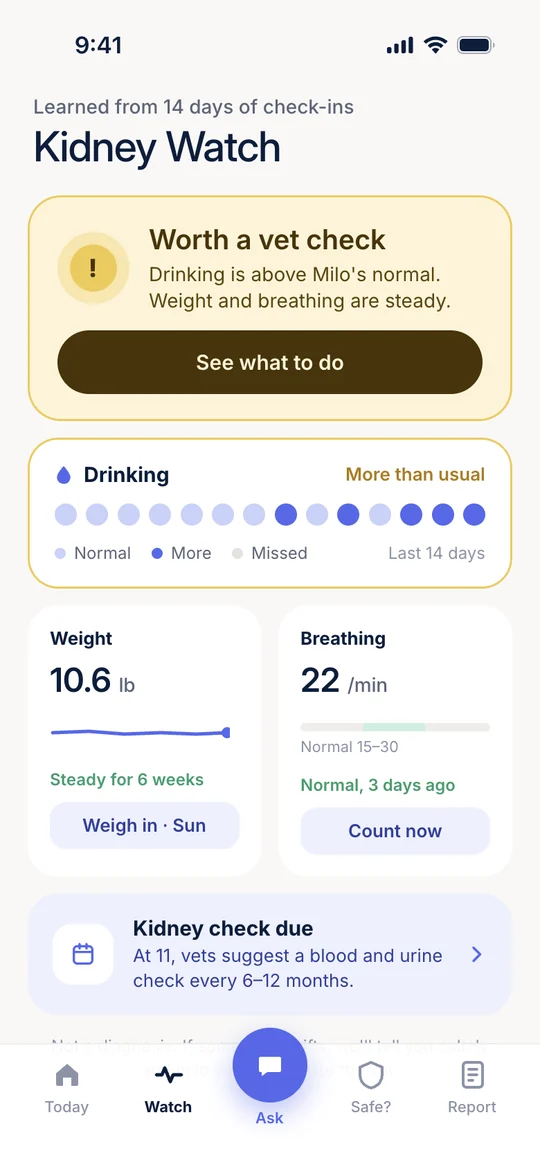 9:41
Learned from 14 days of check-ins
Kidney Watch
!
Worth a vet check
Drinking is above Milo's normal.
Weight and breathing are steady.
See what to do
Drinking
More than usual
Normal
More
Missed
Last 14 days
Weight
10.6 lb
Steady for 6 weeks
Weigh in · Sun
Breathing
22 /min
Normal 15–30
Normal, 3 days ago
Count now
Kidney check due
At 11, vets suggest a blood and urine
check every 6–12 months.
Today
Watch
Ask
Safe?
Report